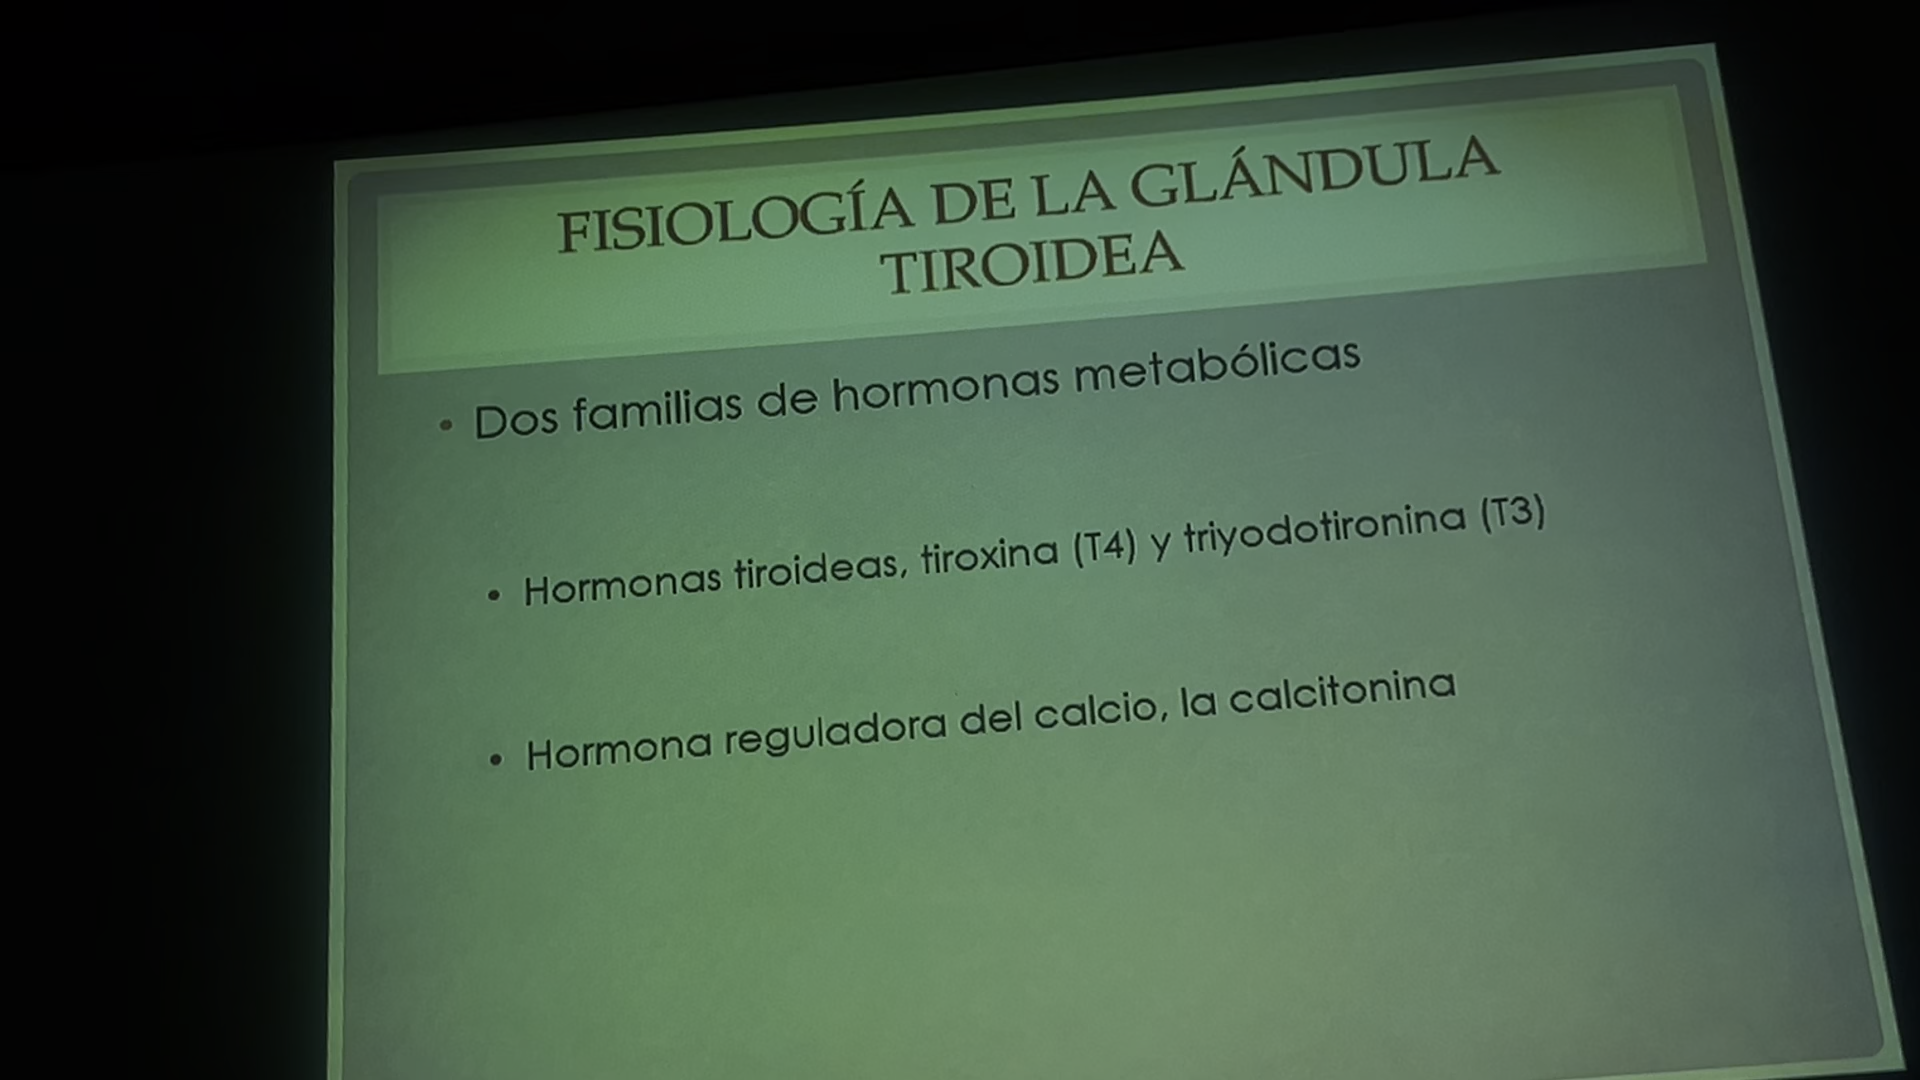 FISIOLOGÍA DE LA GLÁNDULA
TIROIDEA
• Dos familias de hormonas metabólicas
• Hormonas tiroideas, tiroxina (T4) y triyodotironina (T3)
• Hormona reguladora del calcio, la calcitonina